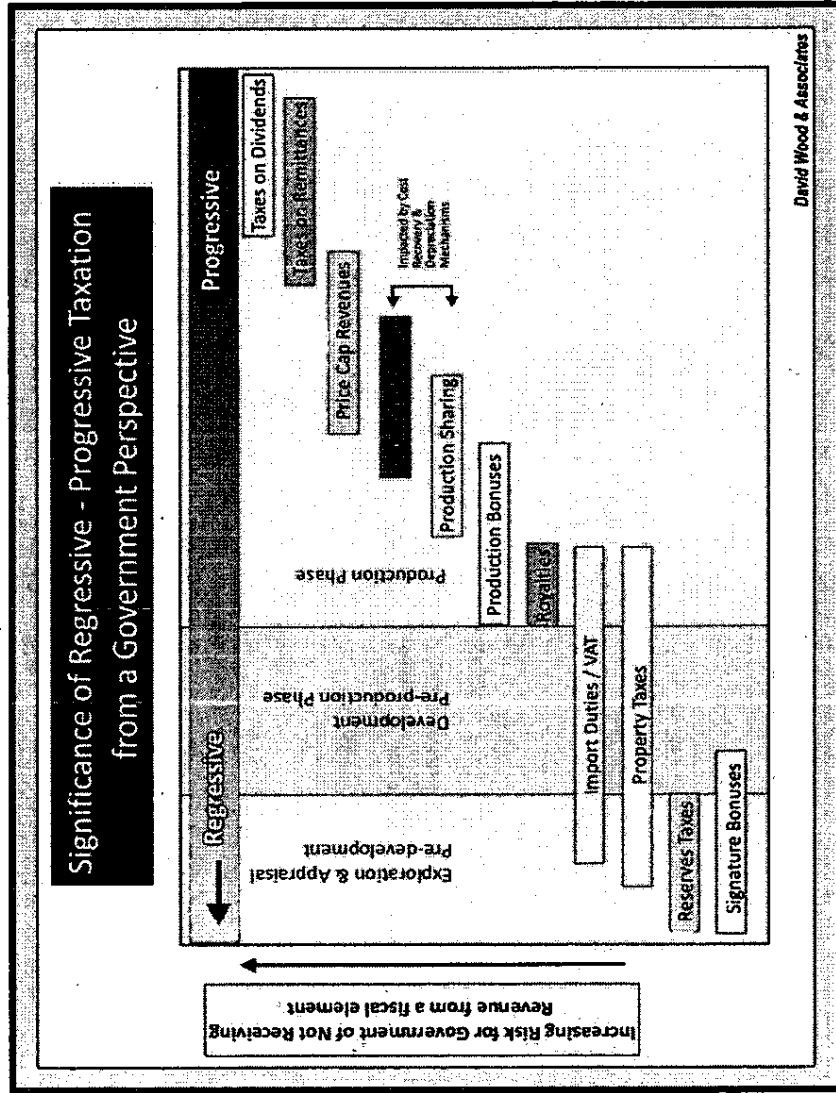 Significance of Regressive - Progressive Taxation
from a Government Perspective
Regressive
Progressive
Exploration & Appraisal
Pre-development
Development
Pre-production Phase
Production Phase
Taxes on Dividends
Taxes on Remittances
Price Cap Revenues
Impacted by Cost
Recovery &
Depreciation
Mechanisms
Production Sharing
Production Bonuses
Royalties
Import Duties / VAT
Property Taxes
Reserves Taxes
Signature Bonuses
Increasing Risk for Government of Not Receiving
Revenue from a fiscal element
David Wood & Associates